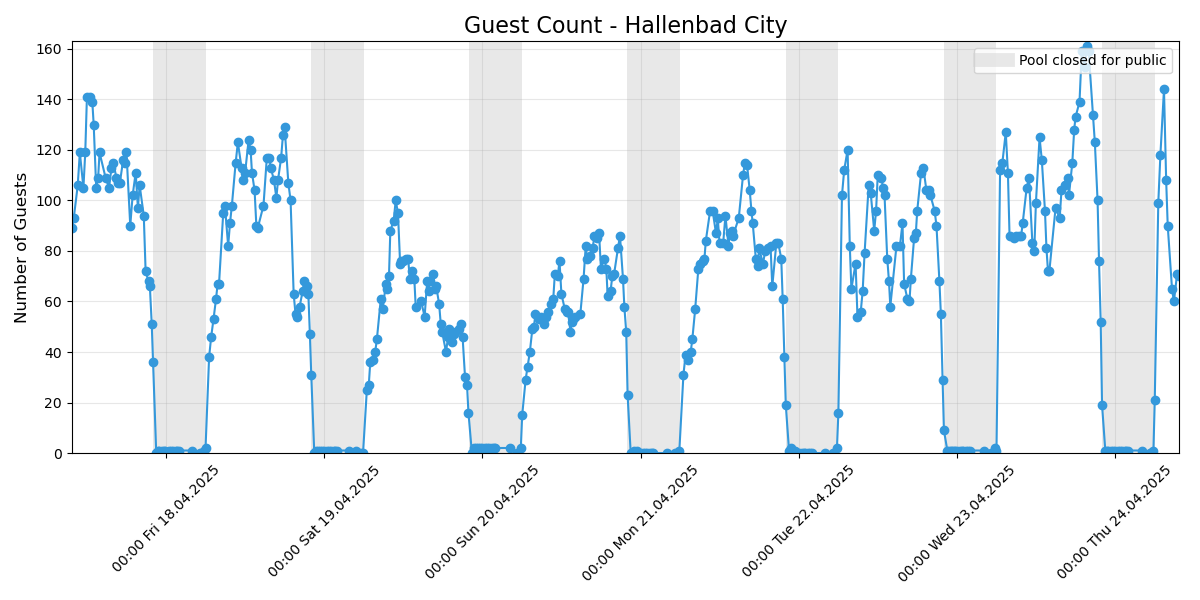 Guest Count - Hallenbad City
Pool closed for public
Number of Guests
160
140
120
100
80
60
40
20
0
00:00 Fri 18.04.2025
00:00 Sat 19.04.2025
00:00 Sun 20.04.2025
00:00 Mon 21.04.2025
00:00 Tue 22.04.2025
00:00 Wed 23.04.2025
00:00 Thu 24.04.2025